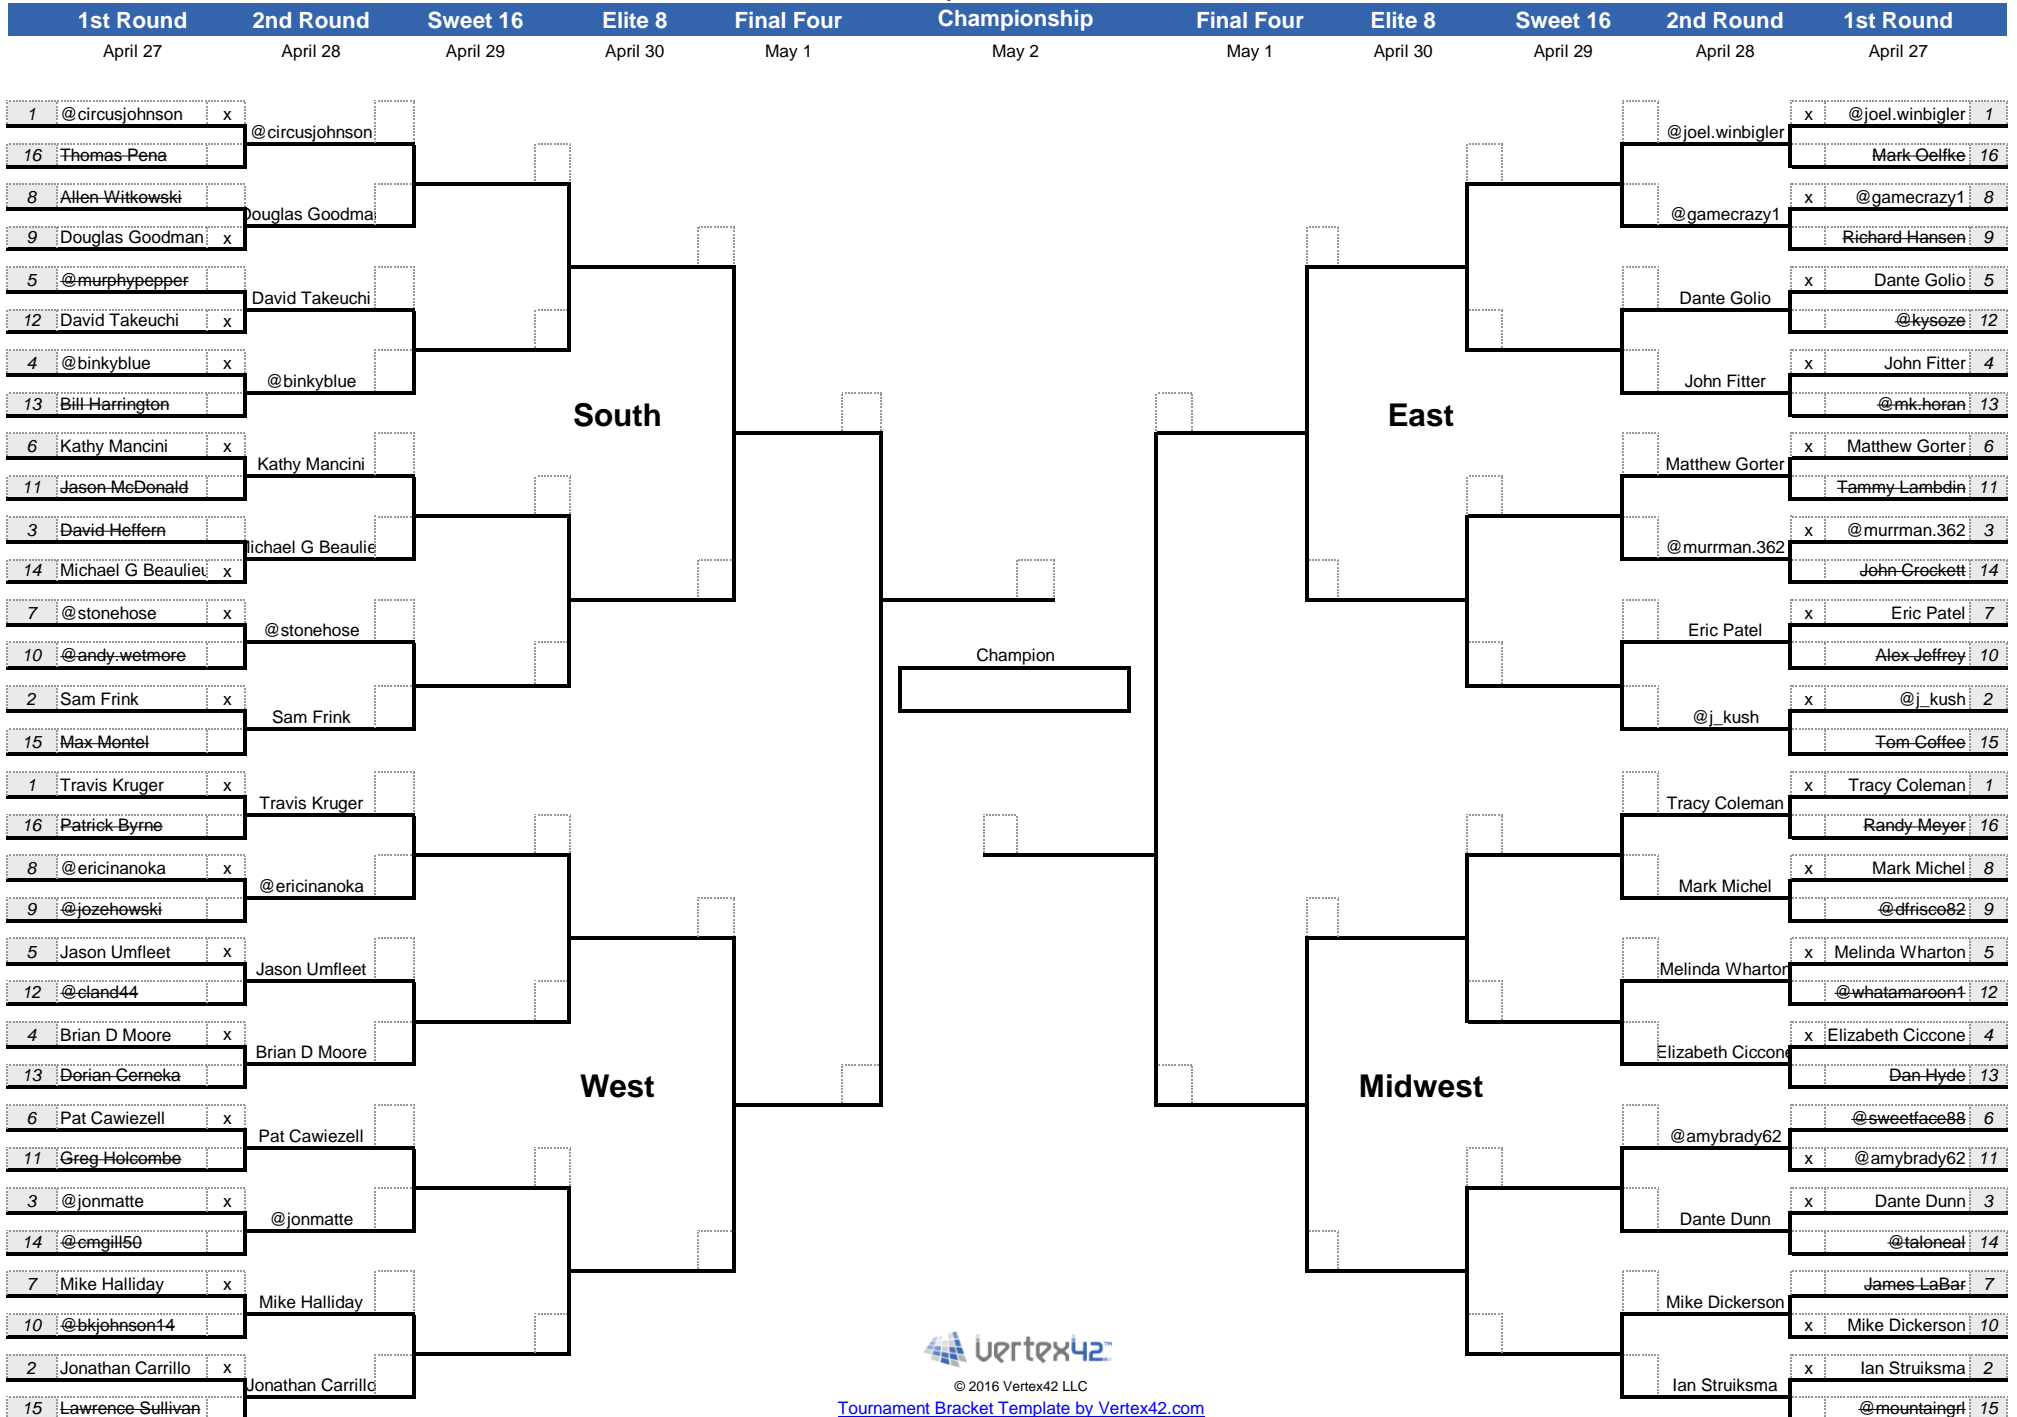 1st Round 2nd Round Sweet 16 Elite 8 Final Four Championship Final Four Elite 8 Sweet 16 2nd Round 1st Round
April 27 April 28 April 29 April 30 May 1 May 2 May 1 April 30 April 29 April 28 April 27
1 @circusjohnson x x @joel.winbigler 1
@circusjohnson @joel.winbigler
16 Thomas Pena Mark Oelfke 16
8 Allen Witkowski x @gamecrazy1 8
Douglas Goodma @gamecrazy1
9 Douglas Goodman x Richard Hansen 9
5 @murphypepper x Dante Golio 5
David Takeuchi Dante Golio
12 David Takeuchi x @kysoze 12
4 @binkyblue x x John Fitter 4
@binkyblue John Fitter
13 Bill Harrington @mk.horan 13
South East
6 Kathy Mancini x x Matthew Gorter 6
Kathy Mancini Matthew Gorter
11 Jason McDonald Tammy Lambdin 11
3 David Heffern x @murrman.362 3
ichael G Beaulie @murrman.362
14 Michael G Beaulieu x John Crockett 14
7 @stonehose x x Eric Patel 7
@stonehose Eric Patel
10 @andy.wetmore Champion Alex Jeffrey 10
2 Sam Frink x x @j_kush 2
Sam Frink @j_kush
15 Max Montel Tom Coffee 15
1 Travis Kruger x x Tracy Coleman 1
Travis Kruger Tracy Coleman
16 Patrick Byrne Randy Meyer 16
8 @ericinanoka x x Mark Michel 8
@ericinanoka Mark Michel
9 @jozehowski @dfrisco82 9
5 Jason Umfleet x x Melinda Wharton 5
Jason Umfleet Melinda Wharton
12 @cland44 @whatamaroon1 12
4 Brian D Moore x x Elizabeth Ciccone 4
Brian D Moore Elizabeth Ciccone
13 Dorian Cerneka Dan Hyde 13
West Midwest
6 Pat Cawiezell x @sweetface88 6
Pat Cawiezell @amybrady62
11 Greg Holcombe x @amybrady62 11
3 @jonmatte x x Dante Dunn 3
@jonmatte Dante Dunn
14 @cmgill50 @taloneal 14
7 Mike Halliday x James LaBar 7
Mike Halliday Mike Dickerson
10 @bkjohnson14 x Mike Dickerson 10
vertex42™
2 Jonathan Carrillo x x Ian Struiksma 2
Jonathan Carrillo © 2016 Vertex42 LLC Ian Struiksma
15 Lawrence Sullivan Tournament Bracket Template by Vertex42.com @mountaingrl 15